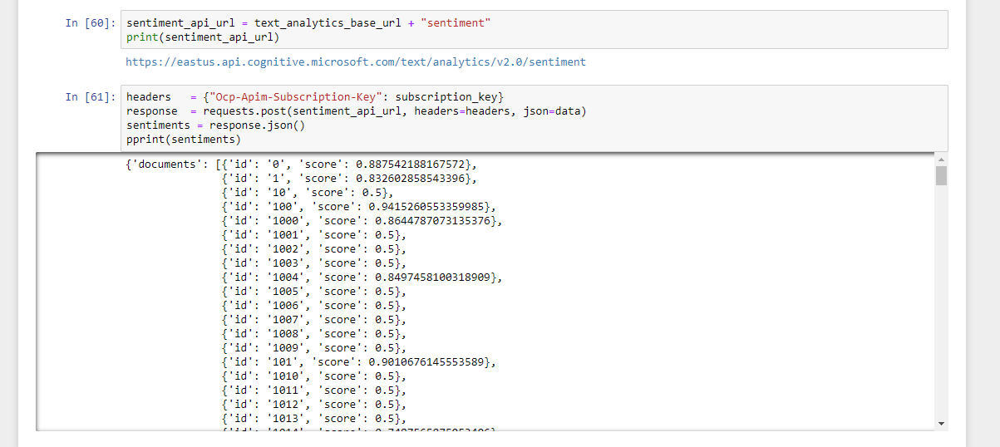 In [60]: sentiment_api_url = text_analytics_base_url + "sentiment"
print(sentiment_api_url)
https://eastus.api.cognitive.microsoft.com/text/analytics/v2.0/sentiment
In [61]: headers   = {"Ocp-Apim-Subscription-Key": subscription_key}
response  = requests.post(sentiment_api_url, headers=headers, json=data)
sentiments = response.json()
pprint(sentiments)
{'documents': [{'id': '0', 'score': 0.887542188167572},
{'id': '1', 'score': 0.832602858543396},
{'id': '10', 'score': 0.5},
{'id': '100', 'score': 0.9415260553359985},
{'id': '1000', 'score': 0.8644787073135376},
{'id': '1001', 'score': 0.5},
{'id': '1002', 'score': 0.5},
{'id': '1003', 'score': 0.5},
{'id': '1004', 'score': 0.8497458100318909},
{'id': '1005', 'score': 0.5},
{'id': '1006', 'score': 0.5},
{'id': '1007', 'score': 0.5},
{'id': '1008', 'score': 0.5},
{'id': '1009', 'score': 0.5},
{'id': '101', 'score': 0.9010676145553589},
{'id': '1010', 'score': 0.5},
{'id': '1011', 'score': 0.5},
{'id': '1012', 'score': 0.5},
{'id': '1013', 'score': 0.5},